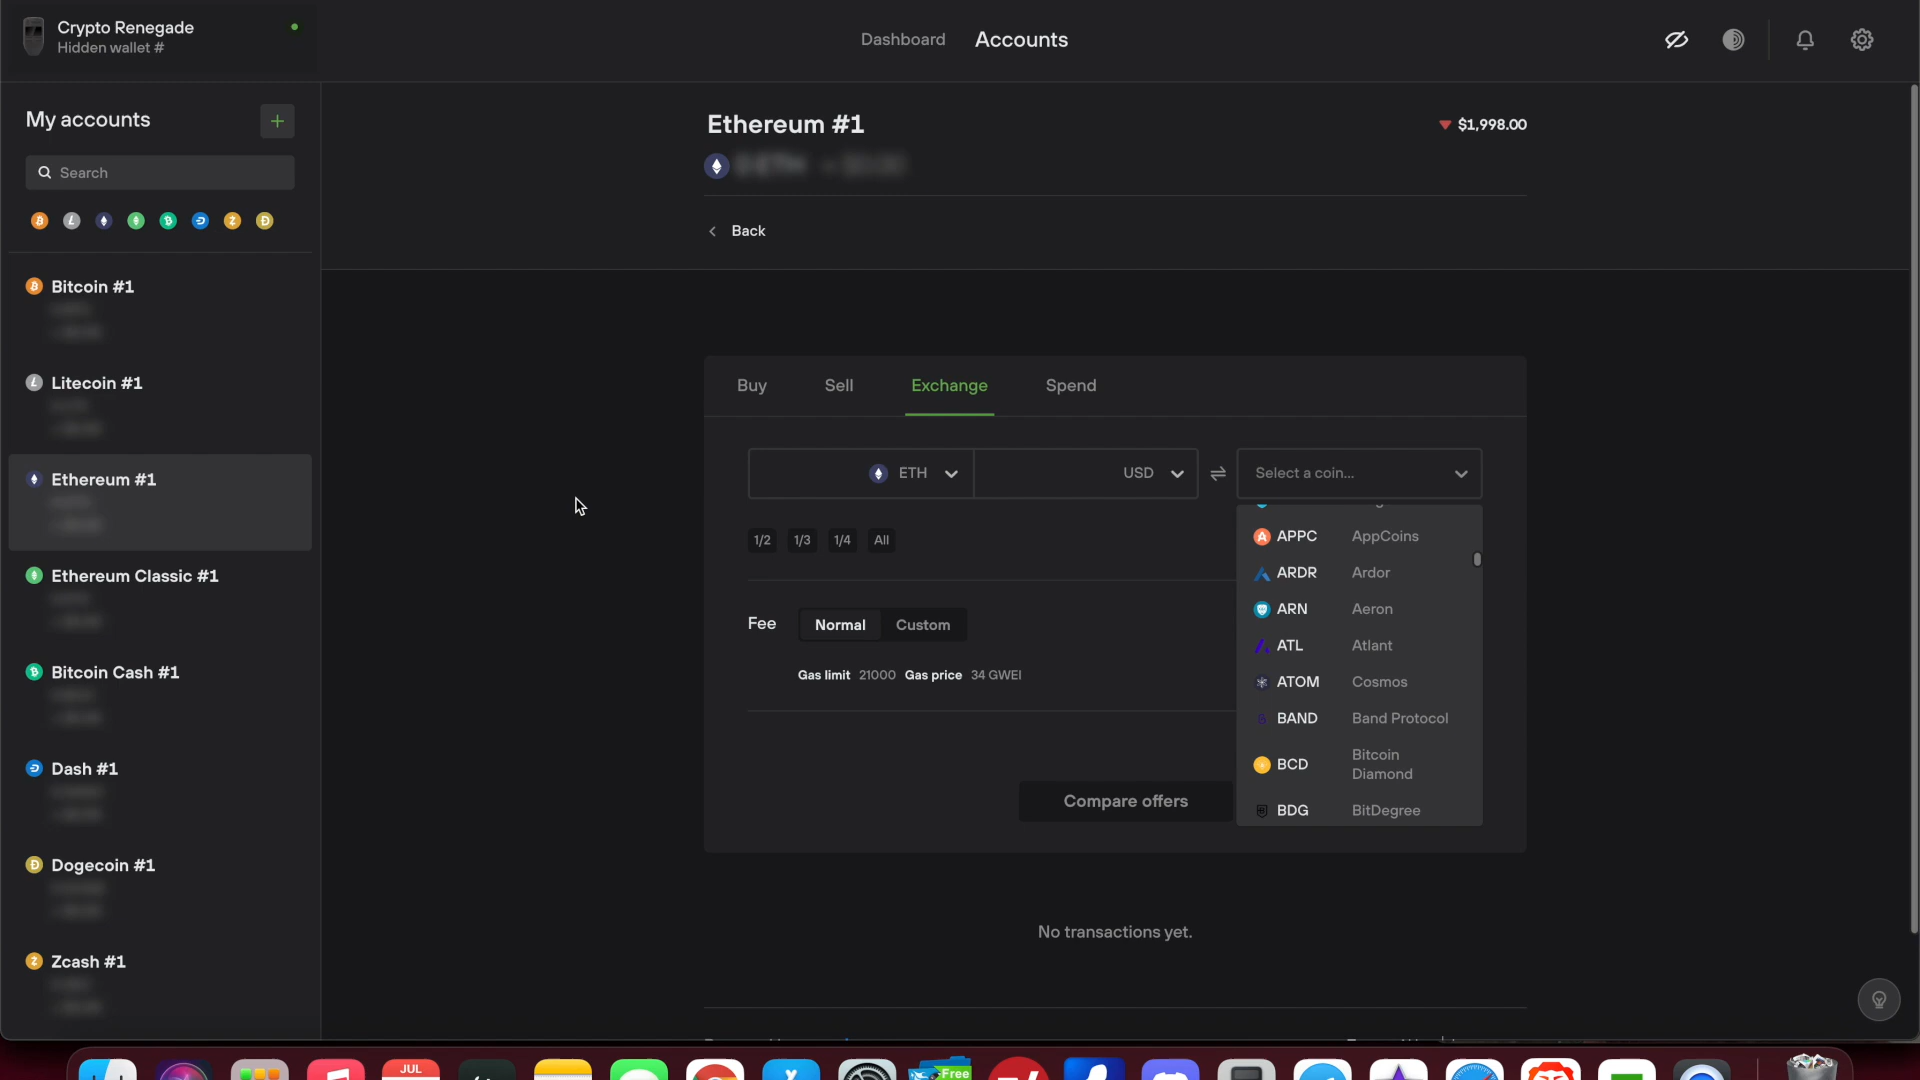 Crypto Renegade
Hidden wallet #
Dashboard
Accounts
My accounts
Search
Bitcoin #1
Litecoin #1
Ethereum #1
Ethereum Classic #1
Bitcoin Cash #1
Dash #1
Dogecoin #1
Zcash #1
Ethereum #1
$1,998.00
Back
Buy
Sell
Exchange
Spend
ETH
USD
Select a coin...
1/2
1/3
1/4
All
APPC AppCoins
ARDR Ardor
ARN Aeron
ATL Atlant
ATOM Cosmos
BAND Band Protocol
BCD Bitcoin
Diamond
BDG BitDegree
Fee
Normal
Custom
Gas limit 21000 Gas price 34 GWEI
Compare offers
No transactions yet.
JUL
Free